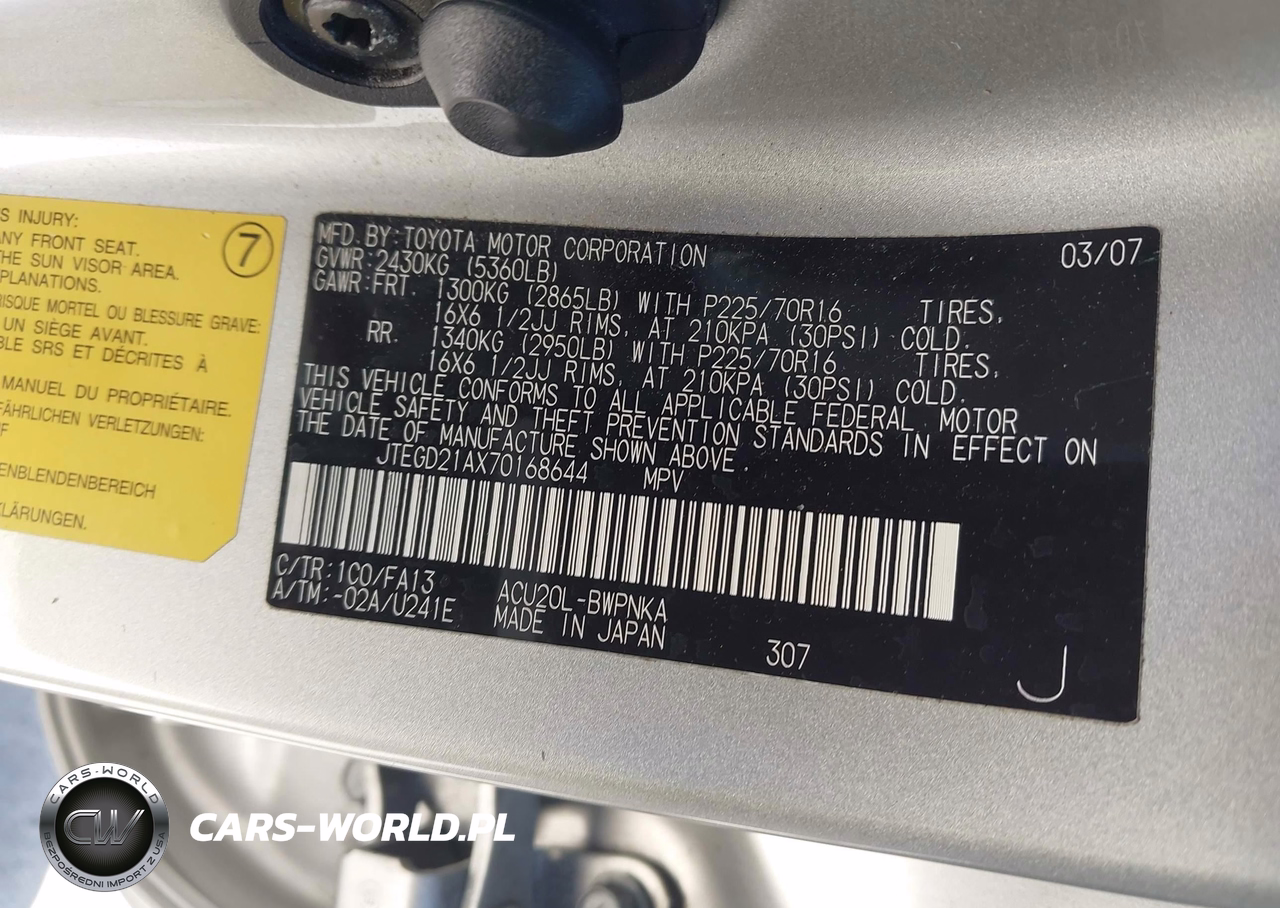 S INJURY:
ANY FRONT SEAT.
THE SUN VISOR AREA.
PLANATIONS.
RISQUE MORTEL OU BLESSURE GRAVE:
UN SIÈGE AVANT.
BLE SRS ET DÉCRITES À
MANUEL DU PROPRIÉTAIRE.
FÄHRLICHEN VERLETZUNGEN:
ENBLENDENBEREICH
KLÄRUNGEN.
7
MFD. BY: TOYOTA MOTOR CORPORATION 03/07
GVWR: 2430KG (5360LB)
GAWR: FRT. 1300KG (2865LB) WITH P225/70R16 TIRES,
16X6 1/2JJ RIMS, AT 210KPA (30PSI) COLD.
RR. 1340KG (2950LB) WITH P225/70R16 TIRES,
16X6 1/2JJ RIMS, AT 210KPA (30PSI) COLD.
THIS VEHICLE CONFORMS TO ALL APPLICABLE FEDERAL MOTOR
VEHICLE SAFETY AND THEFT PREVENTION STANDARDS IN EFFECT ON
THE DATE OF MANUFACTURE SHOWN ABOVE.
JTEGD21AX70168644 MPV
C/TR: 1C0/FA13 ACU20L-BWPNKA
A/TM: -02A/U241E MADE IN JAPAN
307 J
CARS-WORLD
CW
BEZPOŚREDNI IMPORT Z USA
CARS-WORLD.PL